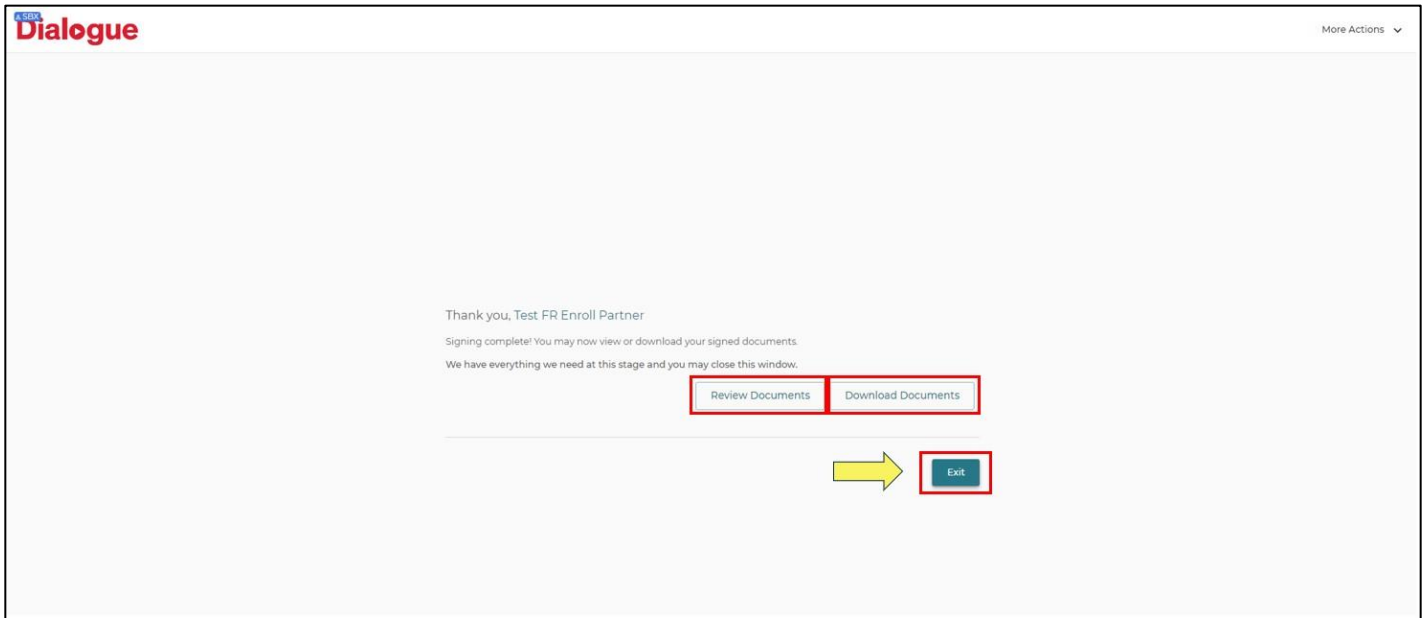 A SBX
Dialogue
More Actions
Thank you, Test FR Enroll Partner
Signing complete! You may now view or download your signed documents.
We have everything we need at this stage and you may close this window.
Review Documents
Download Documents
Exit